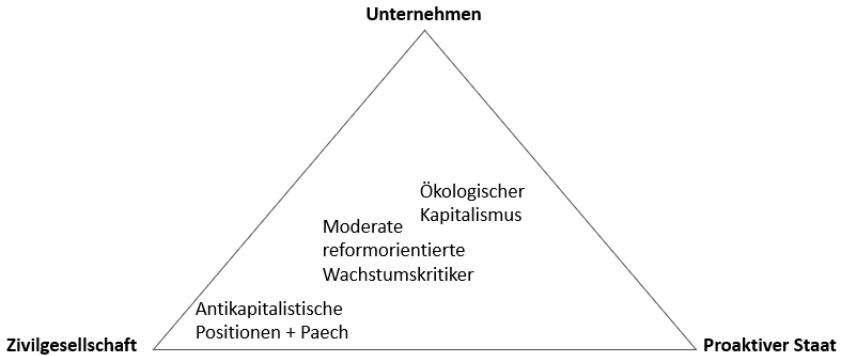 Unternehmen
Ökologischer
Kapitalismus
Moderate
reformorientierte
Wachstumskritiker
Antikapitalistische
Positionen + Paech
Zivilgesellschaft
Proaktiver Staat